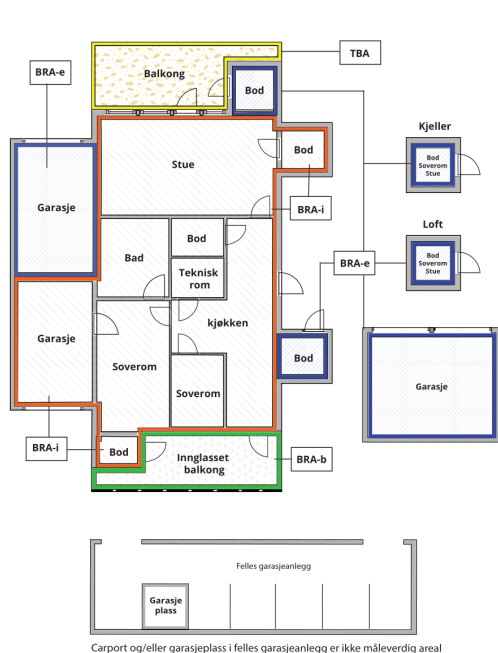 TBA
BRA-e
Balkong
Bod
Kjeller
Bod
Soverom
Stue
Stue
Bod
Garasje
BRA-i
Loft
Bod
Bod
Soverom
Stue
Bad
Teknisk
rom
BRA-e
kjøkken
Garasje
Bod
Garasje
Soverom
Soverom
BRA-i
Bod
Innglasset
balkong
BRA-b
Felles garasjeanlegg
Garasje
plass
Carport og/eller garasjeplass i felles garasjeanlegg er ikke måleverdig areal